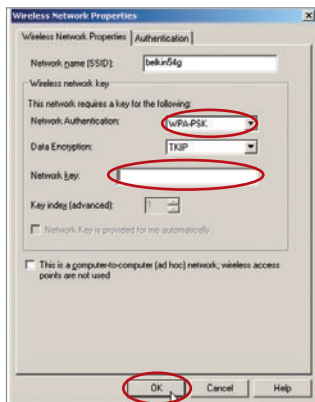 Wireless Network Properties
Wireless Network Properties Authentication
Network name (SSID): belkin54g
Wireless network key
This network requires a key for the following:
Network Authentication: WPA-PSK
Data Encryption: TKIP
Network key:
Key index (advanced): 1
Network Key is provided for me automatically
This is a computer-to-computer (ad hoc) network; wireless access
points are not used
OK Cancel Help